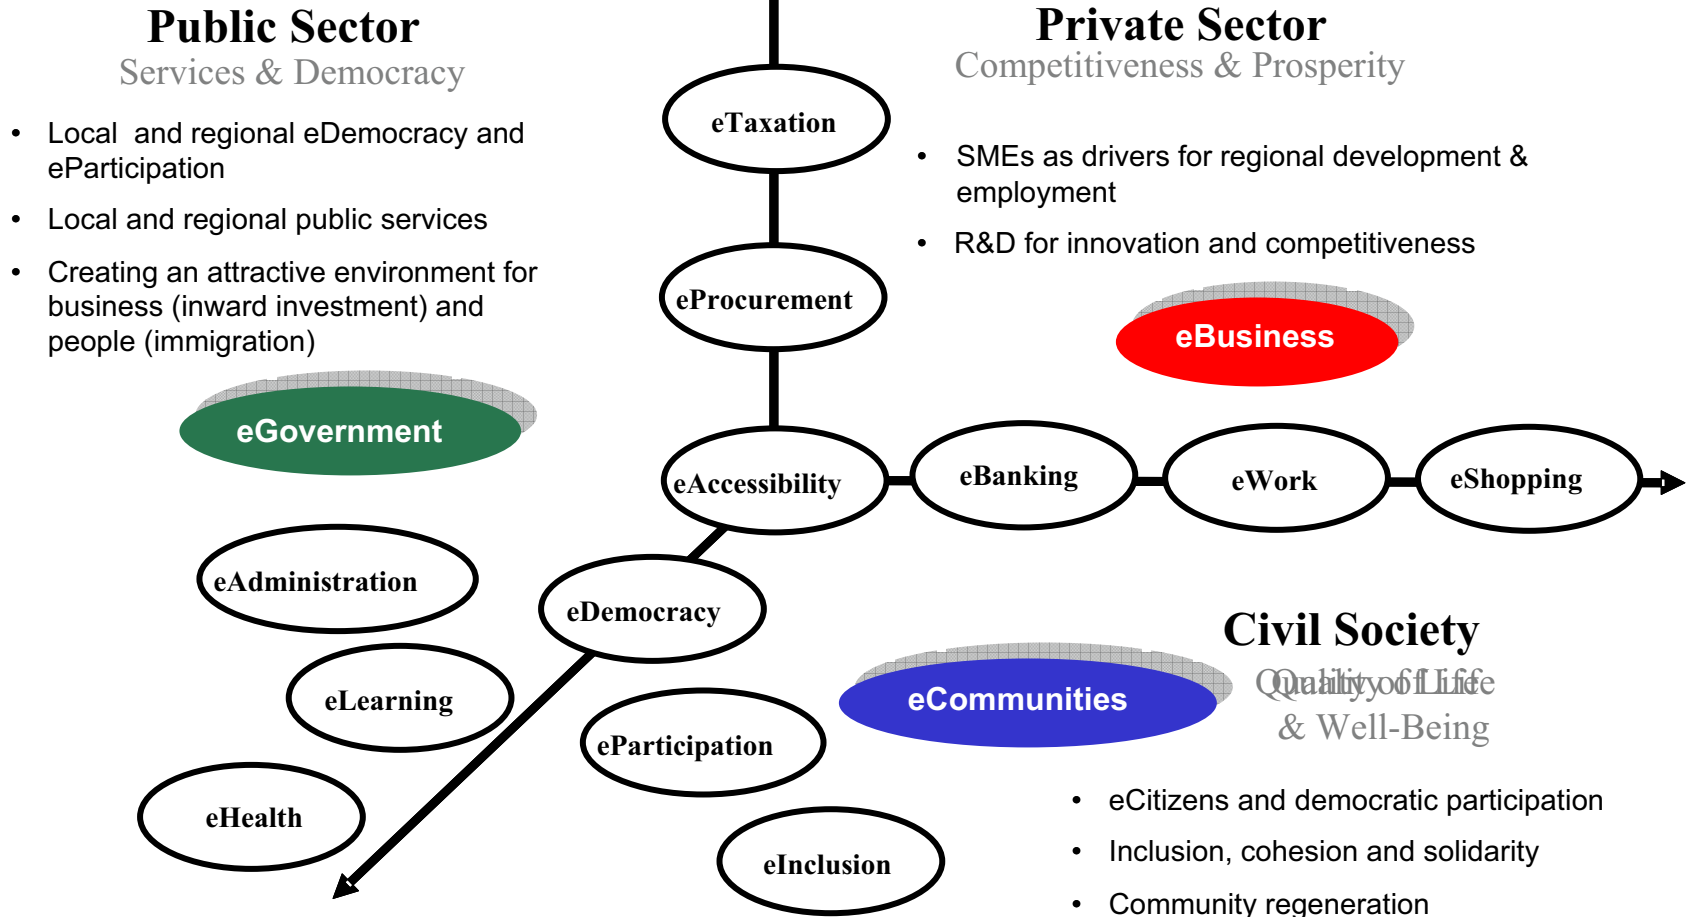 Public Sector
Services & Democracy
• Local and regional eDemocracy and
eParticipation
• Local and regional public services
• Creating an attractive environment for
business (inward investment) and
people (immigration)
eGovernment
eTaxation
eProcurement
Private Sector
Competitiveness & Prosperity
• SMEs as drivers for regional development &
employment
• R&D for innovation and competitiveness
eBusiness
eAccessibility
eBanking
eWork
eShopping
eAdministration
eDemocracy
eLearning
eParticipation
eHealth
eInclusion
eCommunities
Civil Society
Quality of Life
& Well-Being
• eCitizens and democratic participation
• Inclusion, cohesion and solidarity
• Community regeneration